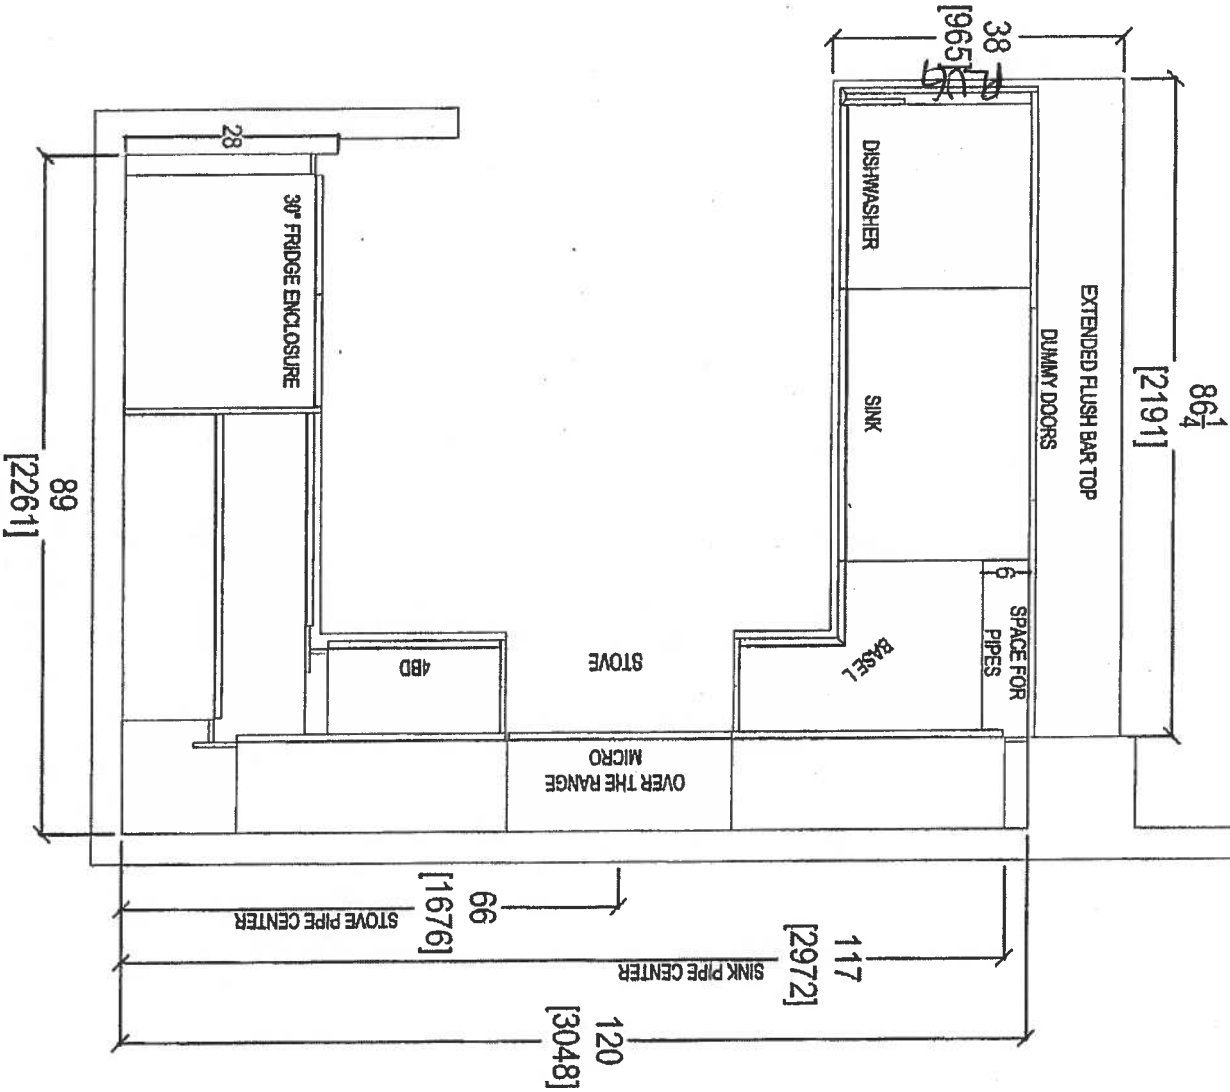 38
[965]
PLUG
86 1/4
[2191]
EXTENDED FLUSH BAR TOP
DUMMY DOORS
DISHWASHER
SINK
6
SPACE FOR
PIPES
BASE L
28
30" FRIDGE ENCLOSURE
89
[2261]
4BD
STOVE
OVER THE RANGE
MICRO
66
[1676]
STOVE PIPE CENTER
117
[2972]
SINK PIPE CENTER
120
[3048]